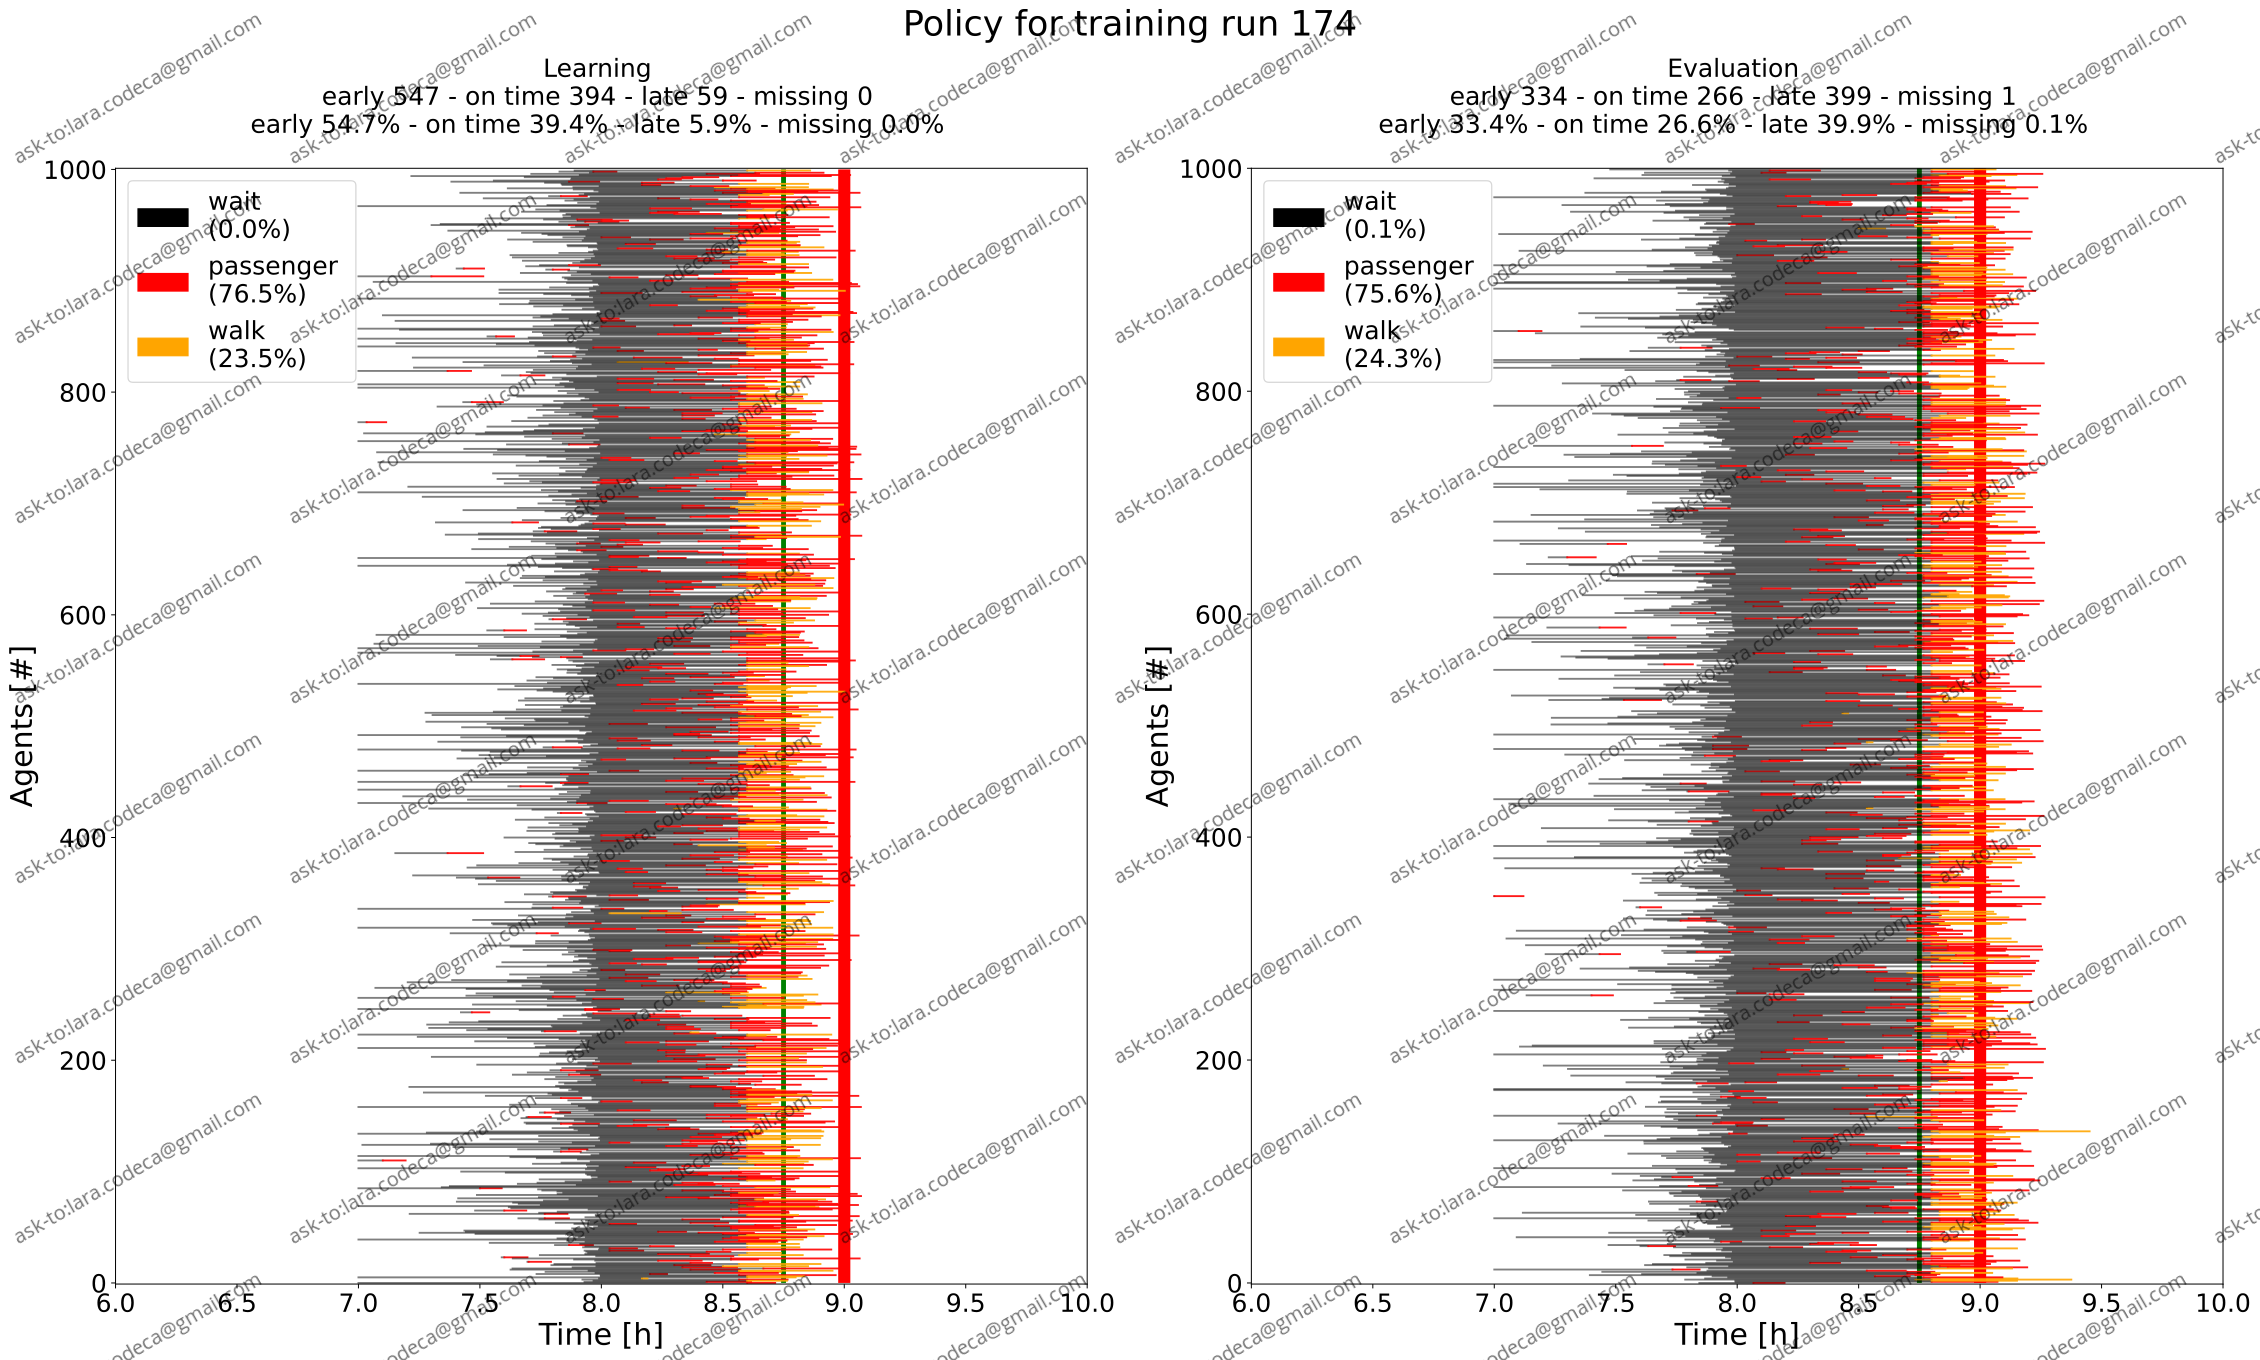 Policy for training run 174
Learning
early 547 - on time 394 - late 59 - missing 0
early 54.7% - on time 39.4% - late 5.9% - missing 0.0%
Evaluation
early 334 - on time 266 - late 399 - missing 1
early 33.4% - on time 26.6% - late 39.9% - missing 0.1%
wait
(0.0%)
passenger
(76.5%)
walk
(23.5%)
wait
(0.1%)
passenger
(75.6%)
walk
(24.3%)
Agents [#]
1000
800
600
400
200
0
6.0 6.5 7.0 7.5 8.0 8.5 9.0 9.5 10.0
Time [h]
Agents [#]
1000
800
600
400
200
0
6.0 6.5 7.0 7.5 8.0 8.5 9.0 9.5 10.0
Time [h]
ask-to:lara.codeca@gmail.com